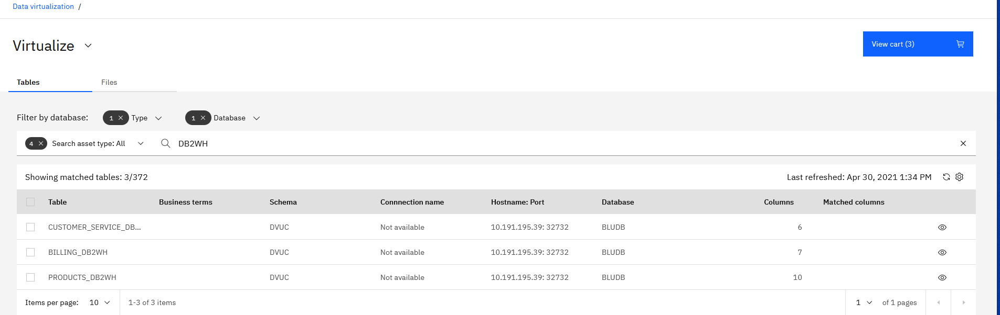 Data virtualization /
Virtualize
View cart (3)
Tables Files
Filter by database: 1 × Type 1 × Database
4 × Search asset type: All DB2WH
Showing matched tables: 3/372 Last refreshed: Apr 30, 2021 1:34 PM
Table Business terms Schema Connnection name Hostname: Port Database Columns Matched columns
CUSTOMER_SERVICE_DB... DVUC Not available 10.191.195.39: 32732 BLUDB 6
BILLING_DB2WH DVUC Not available 10.191.195.39: 32732 BLUDB 7
PRODUCTS_DB2WH DVUC Not available 10.191.195.39: 32732 BLUDB 10
Items per page: 10 1-3 of 3 items 1 of 1 pages